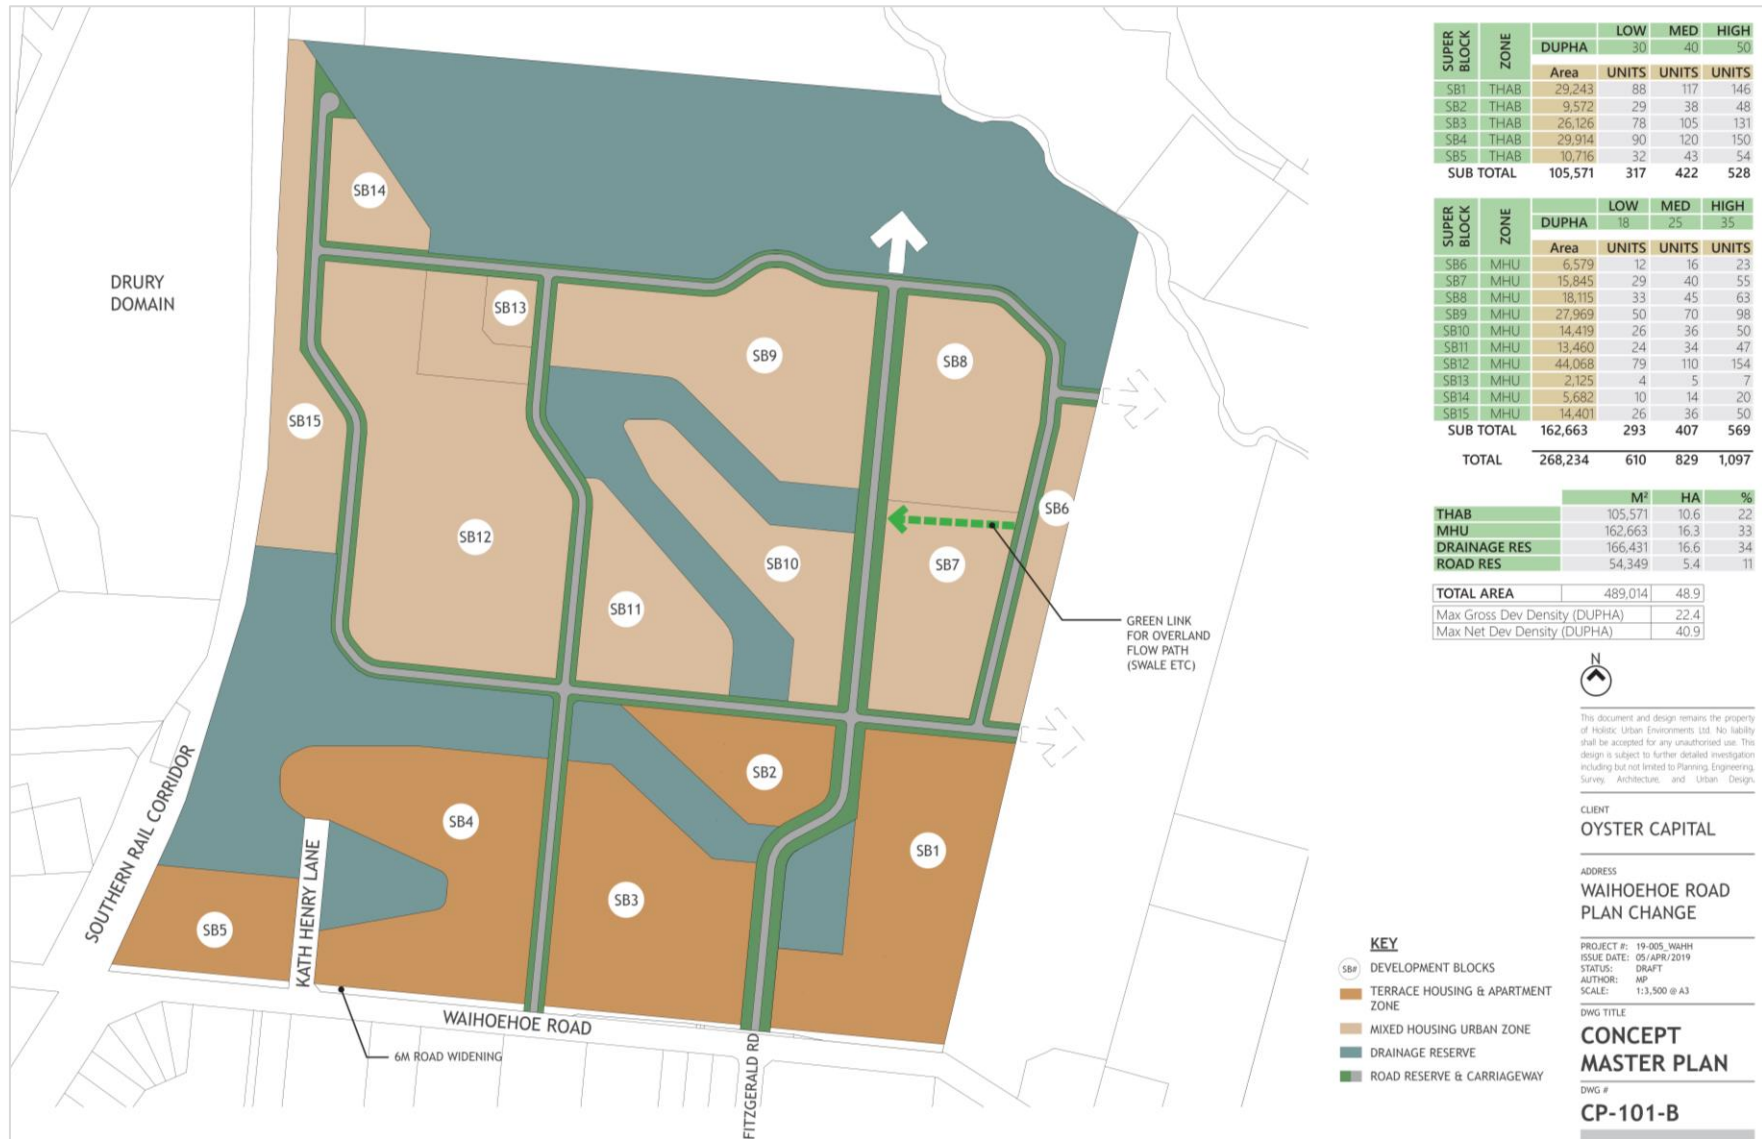 DRURY
DOMAIN
SB14
SB13
SB9
SB8
SB15
SB6
SB12
SB10
SB7
SB11
GREEN LINK
FOR OVERLAND
FLOW PATH
(SWALE ETC)
SB2
SB4
SB1
SB3
SB5
SOUTHERN RAIL CORRIDOR
KATH HENRY LANE
WAIHOEHOE ROAD
6M ROAD WIDENING
FITZGERALD RD
KEY
SB# DEVELOPMENT BLOCKS
TERRACE HOUSING & APARTMENT
ZONE
MIXED HOUSING URBAN ZONE
DRAINAGE RESERVE
ROAD RESERVE & CARRIAGEWAY
SUPER BLOCK ZONE LOW MED HIGH
DUPHA 30 40 50
Area UNITS UNITS UNITS
SB1 THAB 29,243 88 117 146
SB2 THAB 9,572 29 38 48
SB3 THAB 26,126 78 105 131
SB4 THAB 29,914 90 120 150
SB5 THAB 10,716 32 43 54
SUB TOTAL 105,571 317 422 528
SUPER BLOCK ZONE LOW MED HIGH
DUPHA 18 25 35
Area UNITS UNITS UNITS
SB6 MHU 6,579 12 16 23
SB7 MHU 15,845 29 40 55
SB8 MHU 18,115 33 45 63
SB9 MHU 27,969 50 70 98
SB10 MHU 14,419 26 36 50
SB11 MHU 13,460 24 34 47
SB12 MHU 44,068 79 110 154
SB13 MHU 2,125 4 5 7
SB14 MHU 5,682 10 14 20
SB15 MHU 14,401 26 36 50
SUB TOTAL 162,663 293 407 569
TOTAL 268,234 610 829 1,097
M² HA %
THAB 105,571 10.6 22
MHU 162,663 16.3 33
DRAINAGE RES 166,431 16.6 34
ROAD RES 54,349 5.4 11
TOTAL AREA 489,014 48.9
Max Gross Dev Density (DUPHA) 22.4
Max Net Dev Density (DUPHA) 40.9
N
This document and design remains the property
of Holistic Urban Environments Ltd. No liability
shall be accepted for any unauthorised use. This
design is subject to further detailed investigation
including but not limited to Planning, Engineering,
Survey, Architecture, and Urban Design.
CLIENT
OYSTER CAPITAL
ADDRESS
WAIHOEHOE ROAD
PLAN CHANGE
PROJECT #: 19-005_WAHH
ISSUE DATE: 05/APR/2019
STATUS: DRAFT
AUTHOR: MP
SCALE: 1:3,500 @ A3
DWG TITLE
CONCEPT
MASTER PLAN
DWG #
CP-101-B